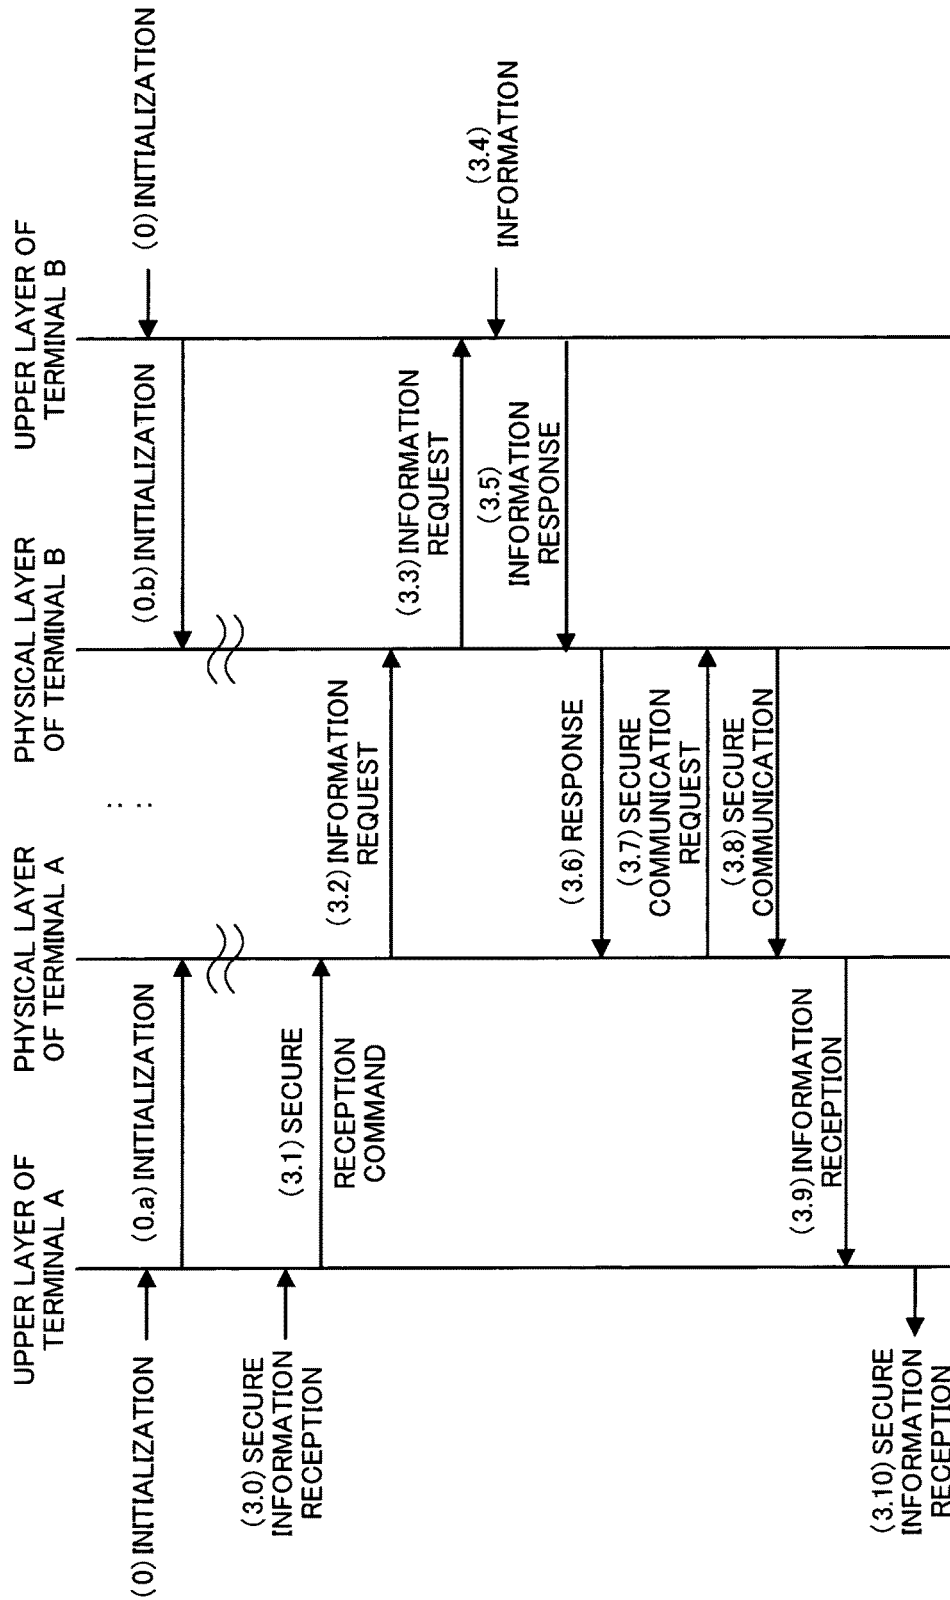 UPPER LAYER OF
TERMINAL A
PHYSICAL LAYER
OF TERMINAL A
PHYSICAL LAYER
OF TERMINAL B
UPPER LAYER OF
TERMINAL B
(0) INITIALIZATION
(0.a) INITIALIZATION
(0.b) INITIALIZATION
(0) INITIALIZATION
(3.0) SECURE
INFORMATION
RECEPTION
(3.1) SECURE
RECEPTION
COMMAND
(3.2) INFORMATION
REQUEST
(3.3) INFORMATION
REQUEST
(3.4)
INFORMATION
(3.5)
INFORMATION
RESPONSE
(3.6) RESPONSE
(3.7) SECURE
COMMUNICATION
REQUEST
(3.8) SECURE
COMMUNICATION
(3.9) INFORMATION
RECEPTION
(3.10) SECURE
INFORMATION
RECEPTION